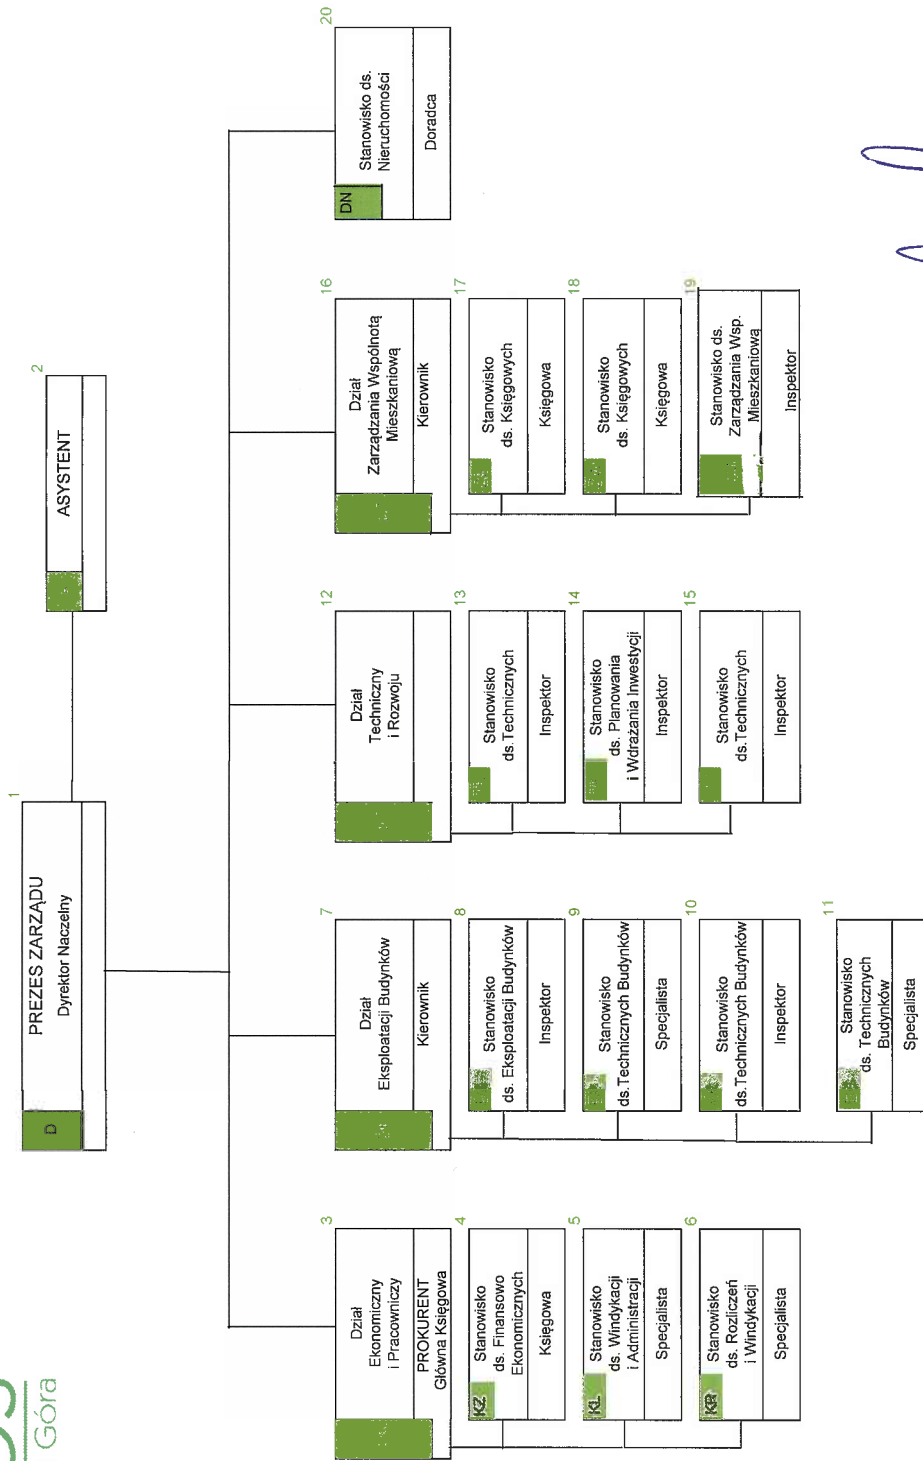 Góra
1
PREZES ZARZĄDU
Dyrektor Naczelny
D
2
ASYSTENT
3
Dział
Ekonomiczny
i Pracowniczy
PROKURENT
Główna Księgowa
4
KZ
Stanowisko
ds. Finansowo
Ekonomicznych
Księgowa
5
KL
Stanowisko
ds. Windykacji
i Administracji
Specjalista
6
KR
Stanowisko
ds. Rozliczeń
i Windykacji
Specjalista
7
Dział
Eksploatacji Budynków
Kierownik
8
Stanowisko
ds. Eksploatacji Budynków
Inspektor
9
Stanowisko
ds.Technicznych Budynków
Specjalista
10
Stanowisko
ds.Technicznych Budynków
Inspektor
11
Stanowisko
ds. Technicznych
Budynków
Specjalista
12
Dział
Techniczny
i Rozwoju
13
Stanowisko
ds.Technicznych
Inspektor
14
Stanowisko
ds. Planowania
i Wdrażania Inwestycji
Inspektor
15
Stanowisko
ds.Technicznych
Inspektor
16
Dział
Zarządzania Wspólnotą
Mieszkaniową
Kierownik
17
Stanowisko
ds. Księgowych
Księgowa
18
Stanowisko
ds. Księgowych
Księgowa
19
Stanowisko ds.
Zarządzania Wsp.
Mieszkaniową
Inspektor
20
DN
Stanowisko ds.
Nieruchomości
Doradca